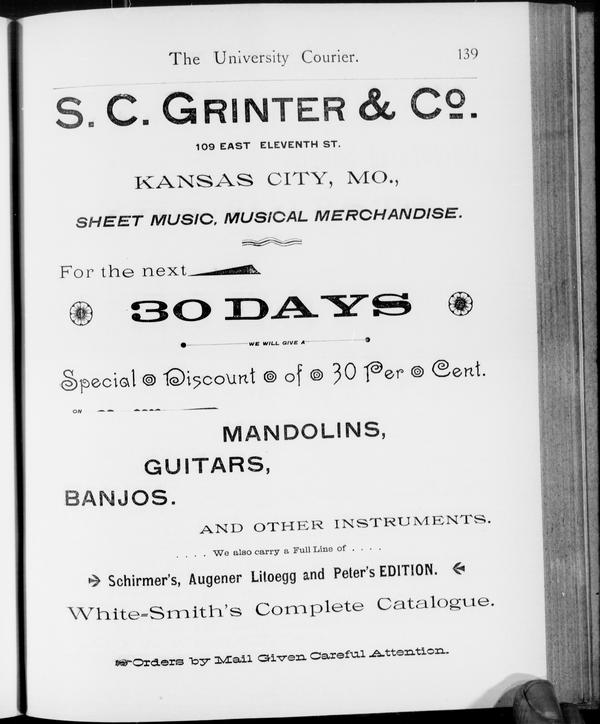 The University Courier. 139
S. C. GRINTER & Co.
109 EAST ELEVENTH ST.
KANSAS CITY, MO.,
SHEET MUSIC, MUSICAL MERCHANDISE.
For the next
30 DAYS
WE WILL GIVE A
Special Discount of 30 Per Cent.
ON
MANDOLINS,
GUITARS,
BANJOS.
AND OTHER INSTRUMENTS.
. . . . We also carry a Full Line of . . . .
Schirmer's, Augener Litoegg and Peter's EDITION.
White-Smith's Complete Catalogue.
Orders by Mail Given Careful Attention.